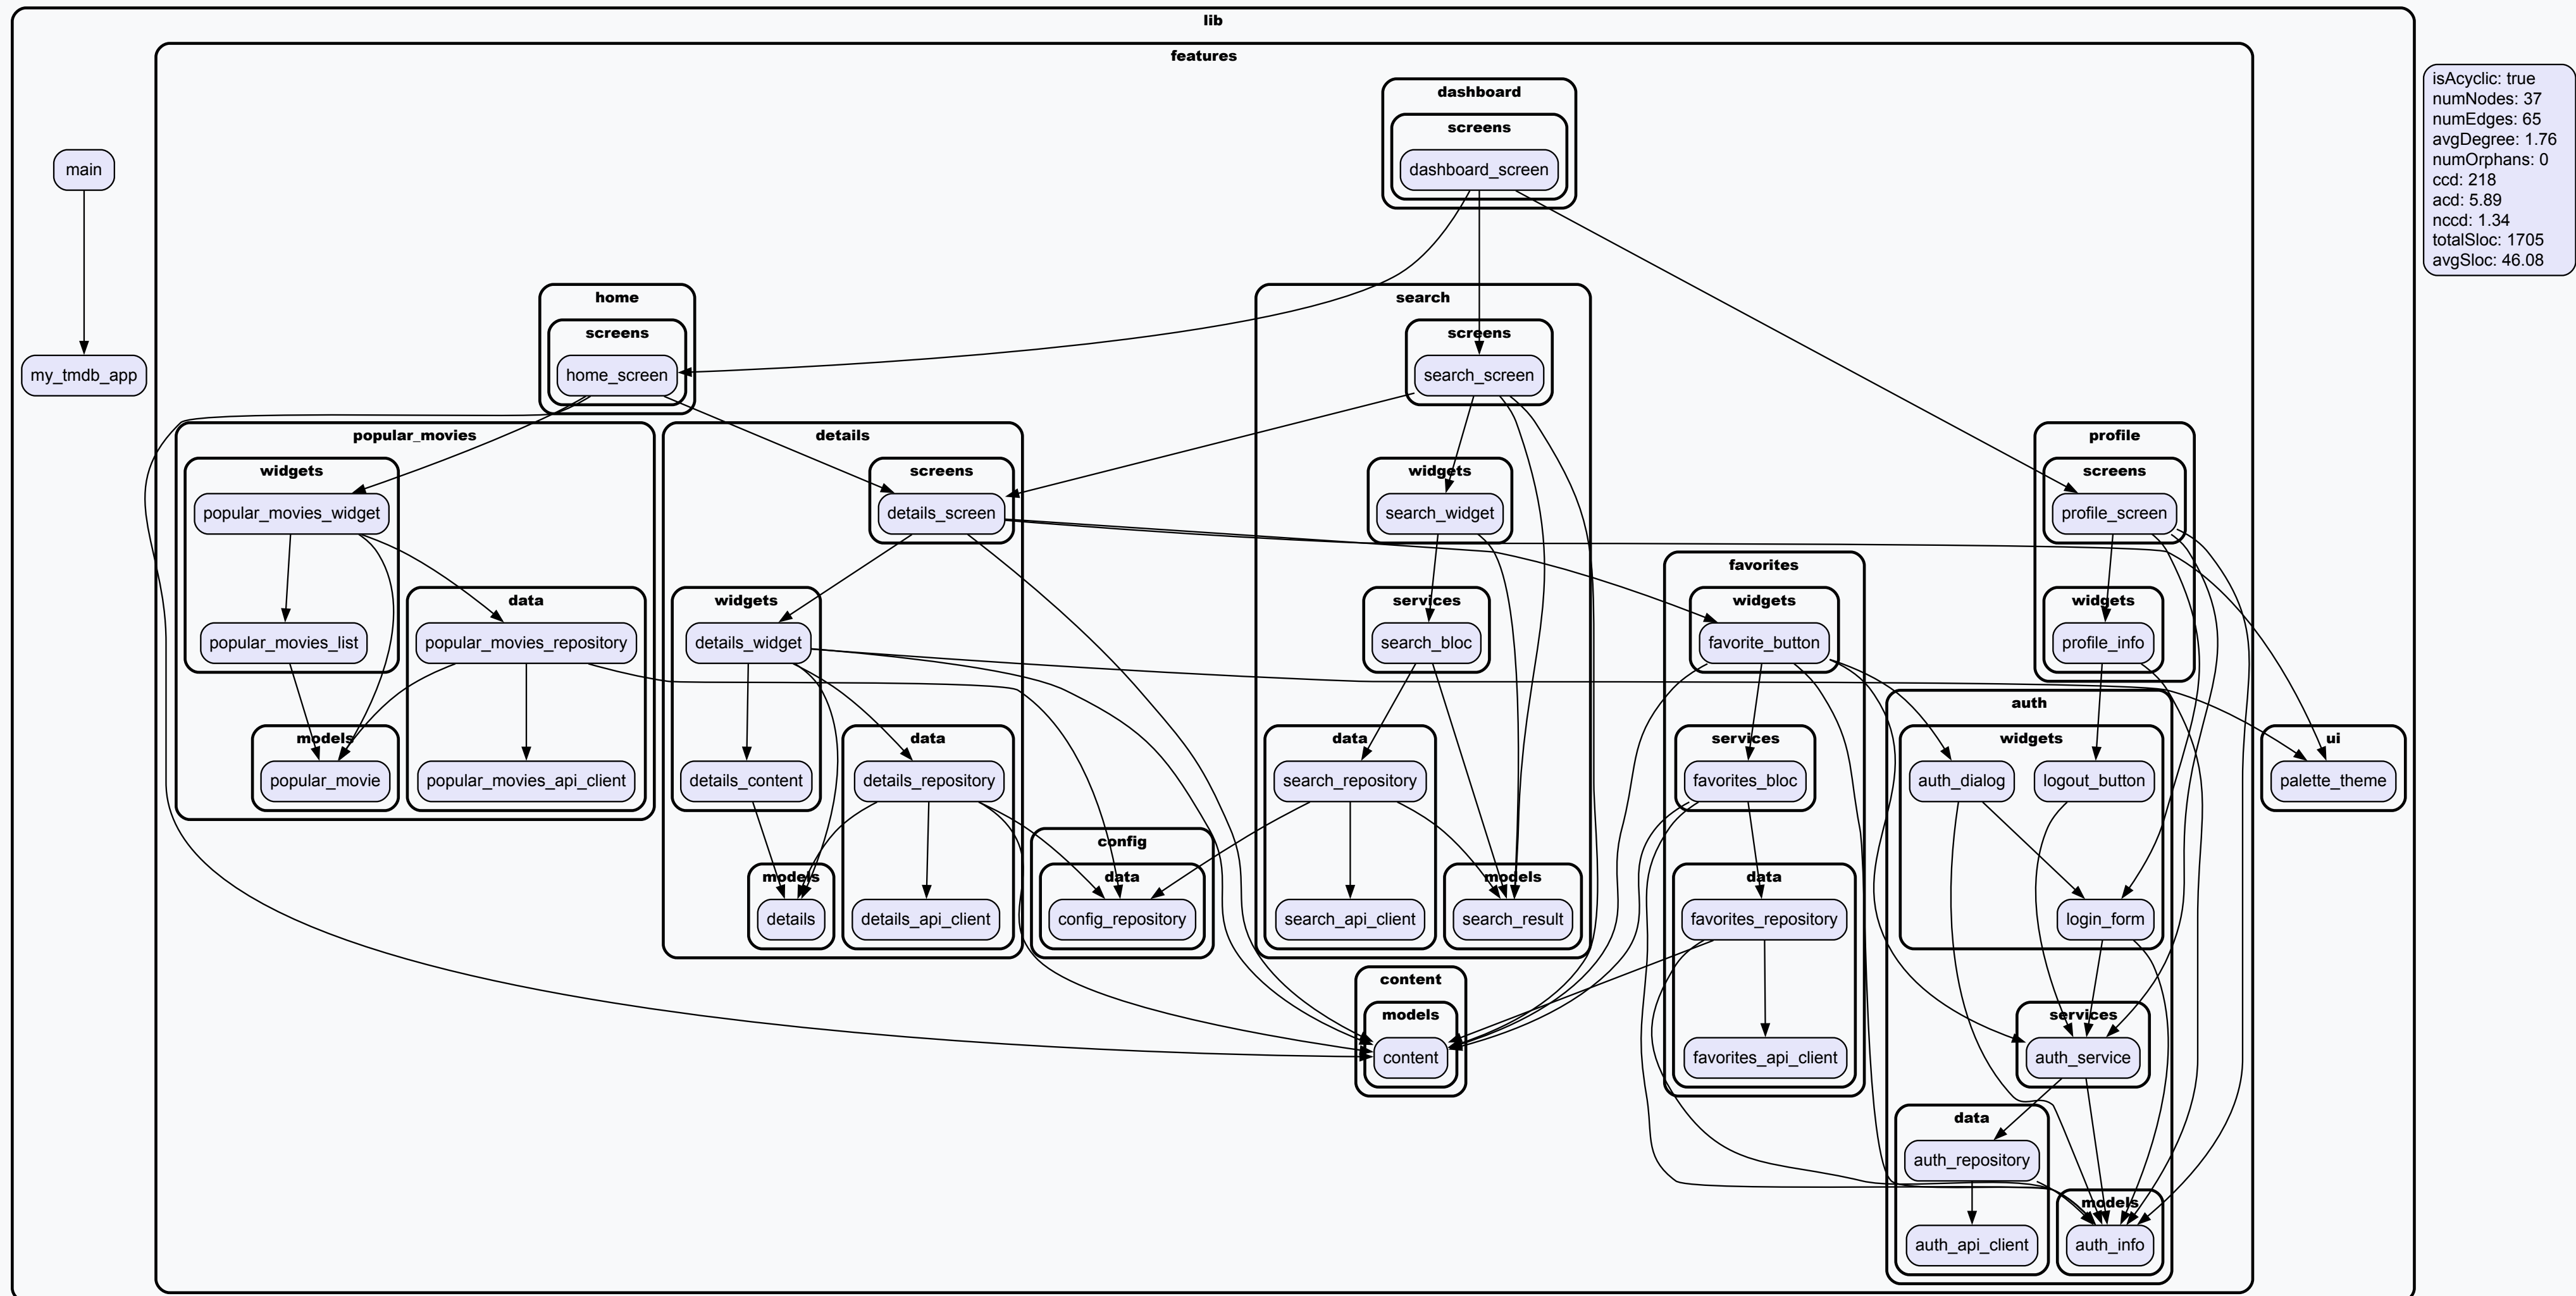 lib
features
isAcyclic: true
numNodes: 37
numEdges: 65
avgDegree: 1.76
numOrphans: 0
ccd: 218
acd: 5.89
nccd: 1.34
totalSloc: 1705
avgSloc: 46.08
dashboard
screens
dashboard_screen
main
my_tmdb_app
home
screens
home_screen
search
screens
search_screen
popular_movies
widgets
popular_movies_widget
popular_movies_list
data
popular_movies_repository
popular_movies_api_client
models
popular_movie
details
screens
details_screen
widgets
details_widget
details_content
data
details_repository
details_api_client
models
details
config
data
config_repository
widgets
search_widget
services
search_bloc
data
search_repository
search_api_client
models
search_result
content
models
content
favorites
widgets
favorite_button
services
favorites_bloc
data
favorites_repository
favorites_api_client
profile
screens
profile_screen
widgets
profile_info
auth
widgets
auth_dialog
logout_button
login_form
services
auth_service
data
auth_repository
auth_api_client
models
auth_info
ui
palette_theme